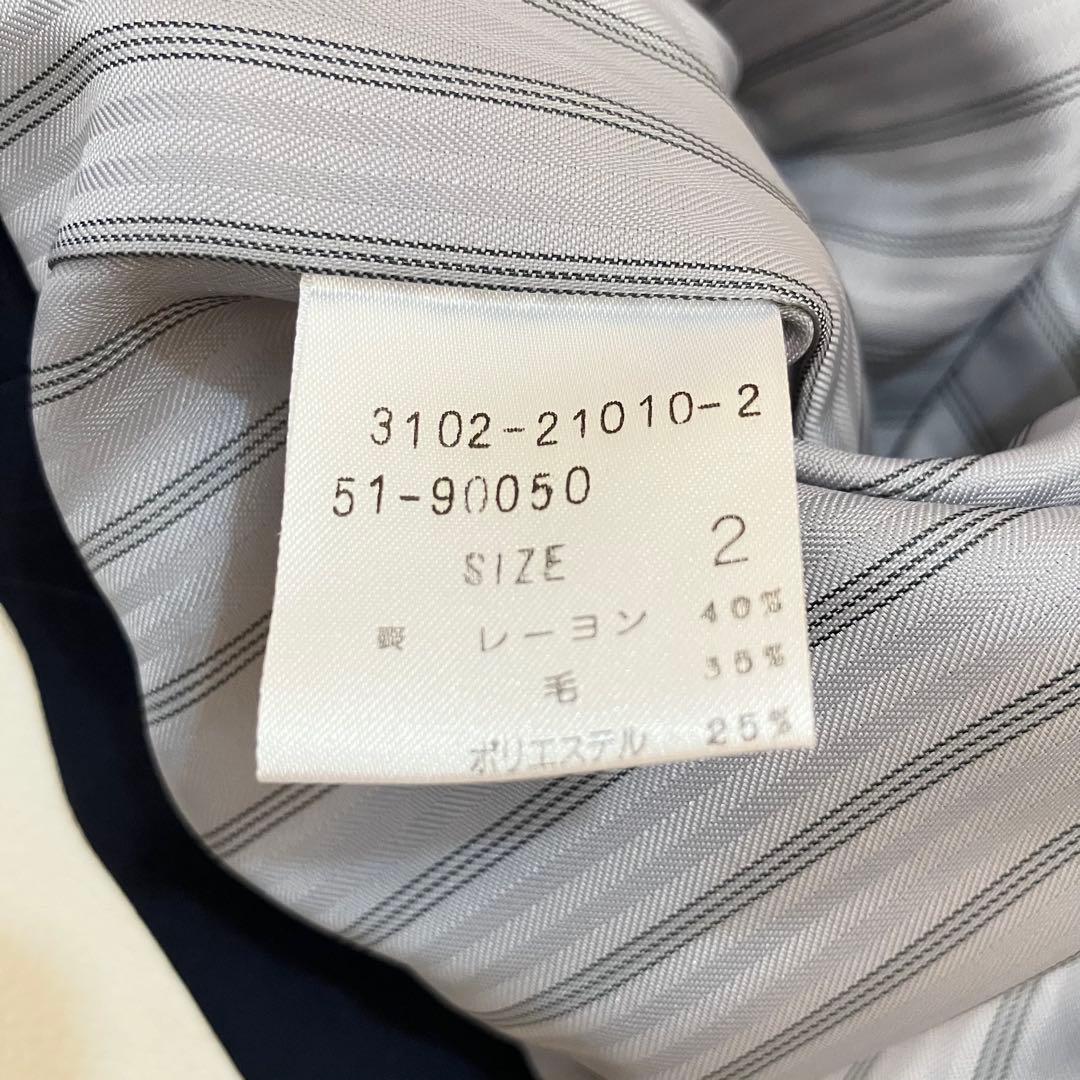 3102-21010-2
51-90050
SIZE 2
レーヨン 40%
毛 35%
ポリエステル 25%